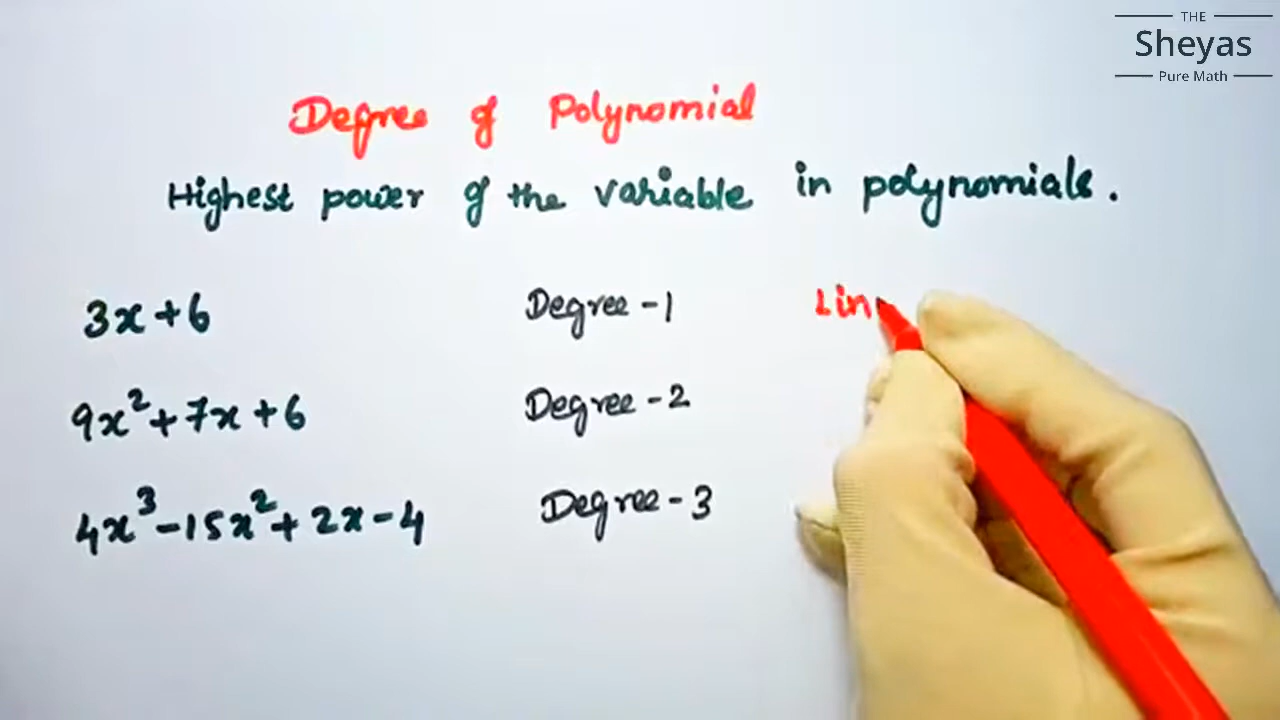 THE
Sheyas
Pure Math
Degree of Polynomial
Highest power of the variable in polynomials.
3x+6 Degree-1 Lin
9x²+7x+6 Degree-2
4x³-15x²+2x-4 Degree-3